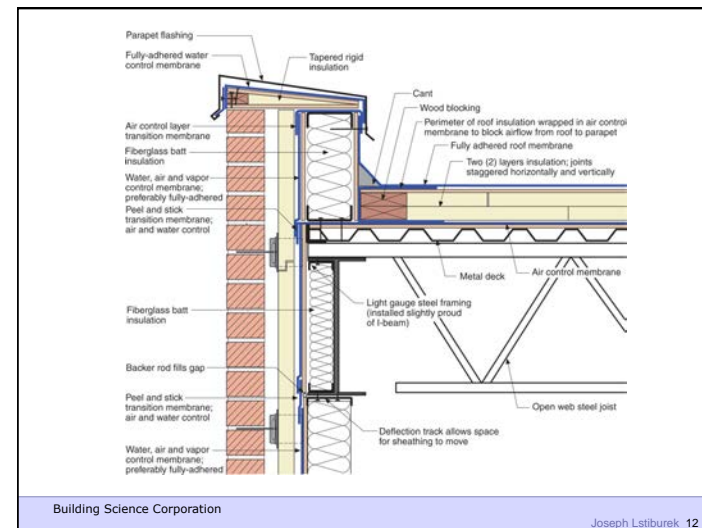 Parapet flashing
Fully-adhered water
control membrane
Tapered rigid
insulation
Cant
Wood blocking
Perimeter of roof insulation wrapped in air control
membrane to block airflow from roof to parapet
Fully adhered roof membrane
Two (2) layers insulation; joints
staggered horizontally and vertically
Air control layer
transition membrane
Fiberglass batt
insulation
Water, air and vapor
control membrane;
preferably fully-adhered
Peel and stick
transition membrane;
air and water control
Metal deck
Air control membrane
Light gauge steel framing
(installed slightly proud
of I-beam)
Fiberglass batt
insulation
Backer rod fills gap
Peel and stick
transition membrane;
air and water control
Open web steel joist
Deflection track allows space
for sheathing to move
Water, air and vapor
control membrane;
preferably fully-adhered
Building Science Corporation
Joseph Lstiburek 12